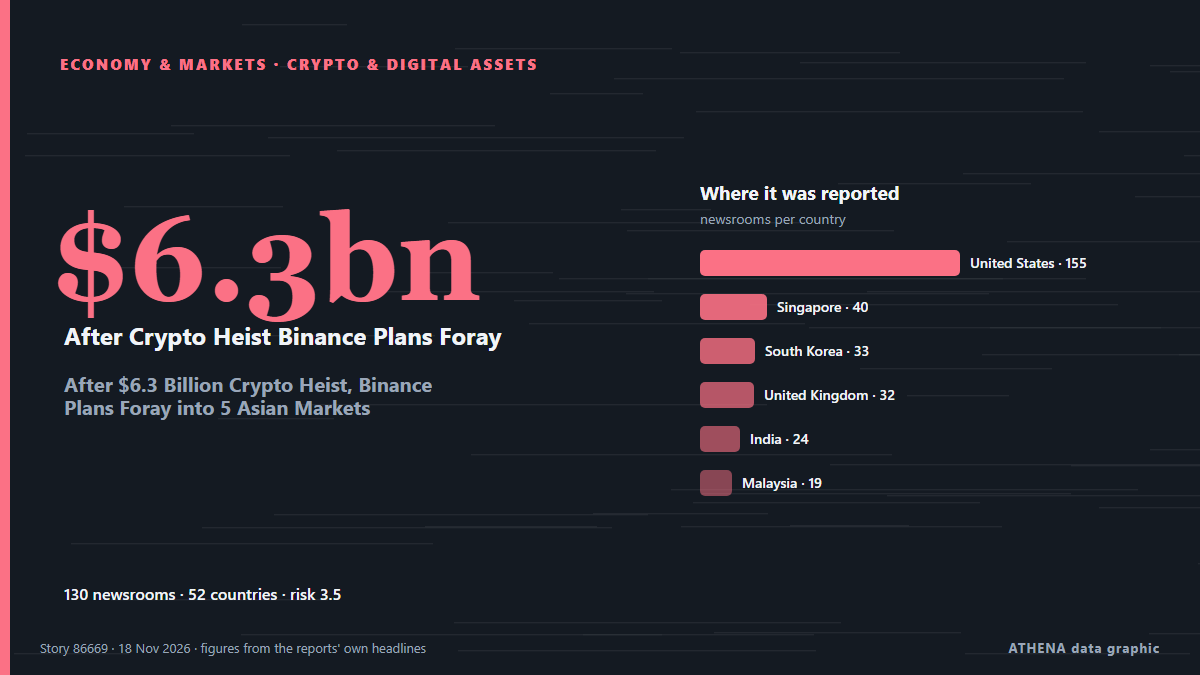 ECONOMY & MARKETS · CRYPTO & DIGITAL ASSETS
$6.3bn
After Crypto Heist Binance Plans Foray
After $6.3 Billion Crypto Heist, Binance
Plans Foray into 5 Asian Markets
Where it was reported
newsrooms per country
United States · 155
Singapore · 40
South Korea · 33
United Kingdom · 32
India · 24
Malaysia · 19
130 newsrooms · 52 countries · risk 3.5
Story 86669 · 18 Nov 2026 · figures from the reports' own headlines
ATHENA data graphic